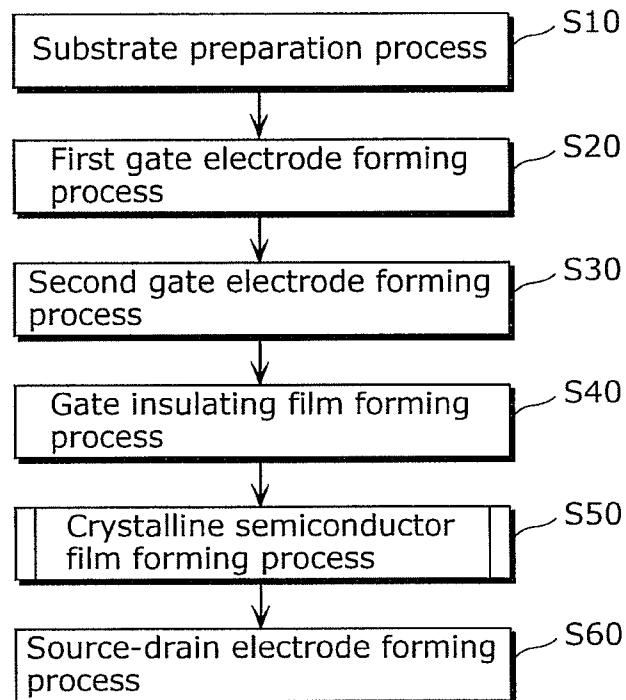 Substrate preparation process
S10
First gate electrode forming
process
S20
Second gate electrode forming
process
S30
Gate insulating film forming
process
S40
Crystalline semiconductor
film forming process
S50
Source-drain electrode forming
process
S60